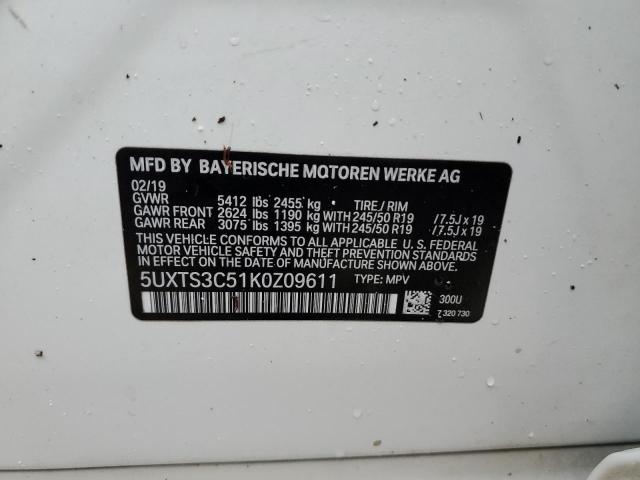 MFD BY BAYERISCHE MOTOREN WERKE AG
02/19
GVWR 5412 lbs 2455 kg TIRE / RIM
GAWR FRONT 2624 lbs 1190 kg WITH 245/50 R19 / 7.5J x 19
GAWR REAR 3075 lbs 1395 kg WITH 245/50 R19 / 7.5J x 19
THIS VEHICLE CONFORMS TO ALL APPLICABLE U. S. FEDERAL
MOTOR VEHICLE SAFETY AND THEFT PREVENTION STANDARDS
IN EFFECT ON THE DATE OF MANUFACTURE SHOWN ABOVE.
5UXTS3C51K0Z09611 TYPE: MPV
300U
7 320 730